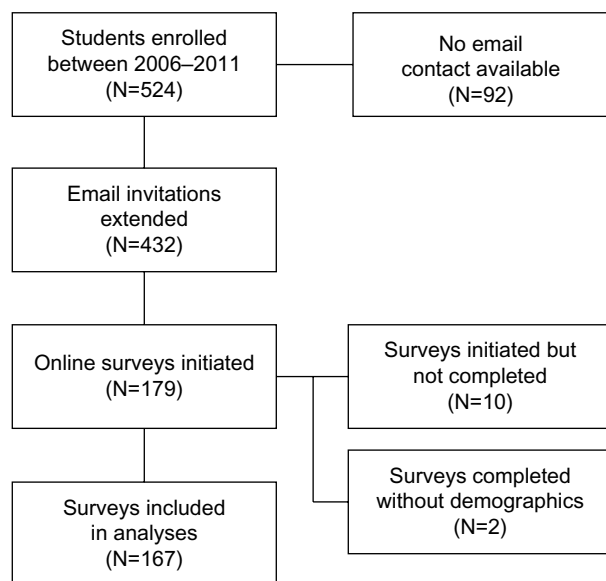 Students enrolled
between 2006–2011
(N=524)
No email
contact available
(N=92)
Email invitations
extended
(N=432)
Online surveys initiated
(N=179)
Surveys initiated but
not completed
(N=10)
Surveys completed
without demographics
(N=2)
Surveys included
in analyses
(N=167)